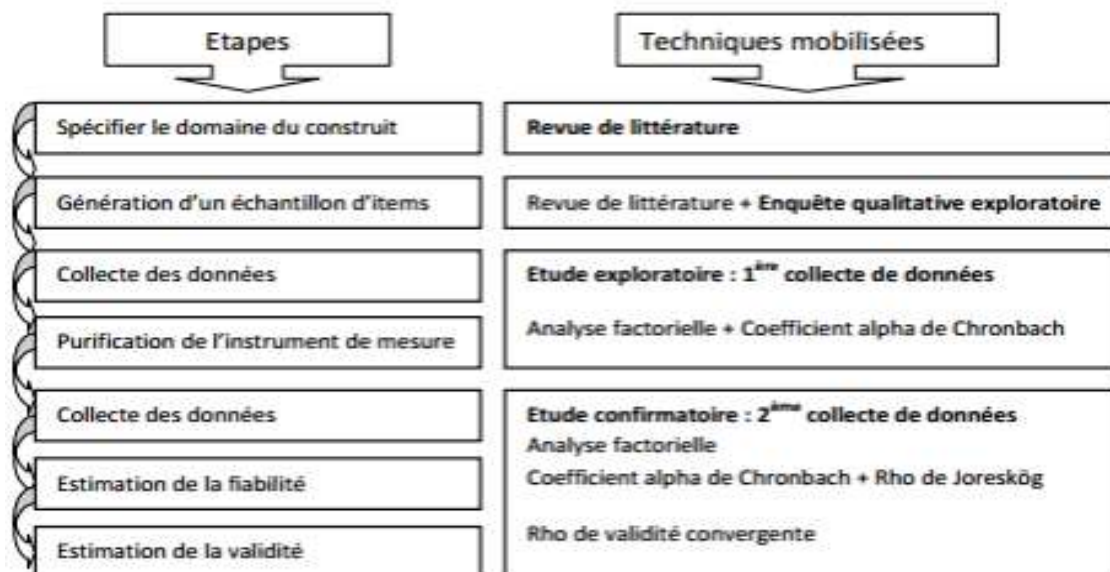 Etapes
Techniques mobilisées
Spécifier le domaine du construit
Revue de littérature
Génération d'un échantillon d'items
Revue de littérature + Enquête qualitative exploratoire
Collecte des données
Etude exploratoire : 1ère collecte de données
Purification de l'instrument de mesure
Analyse factorielle + Coefficient alpha de Chronbach
Collecte des données
Etude confirmatoire : 2ème collecte de données
Analyse factorielle
Estimation de la fiabilité
Coefficient alpha de Chronbach + Rho de Joreskög
Estimation de la validité
Rho de validité convergente